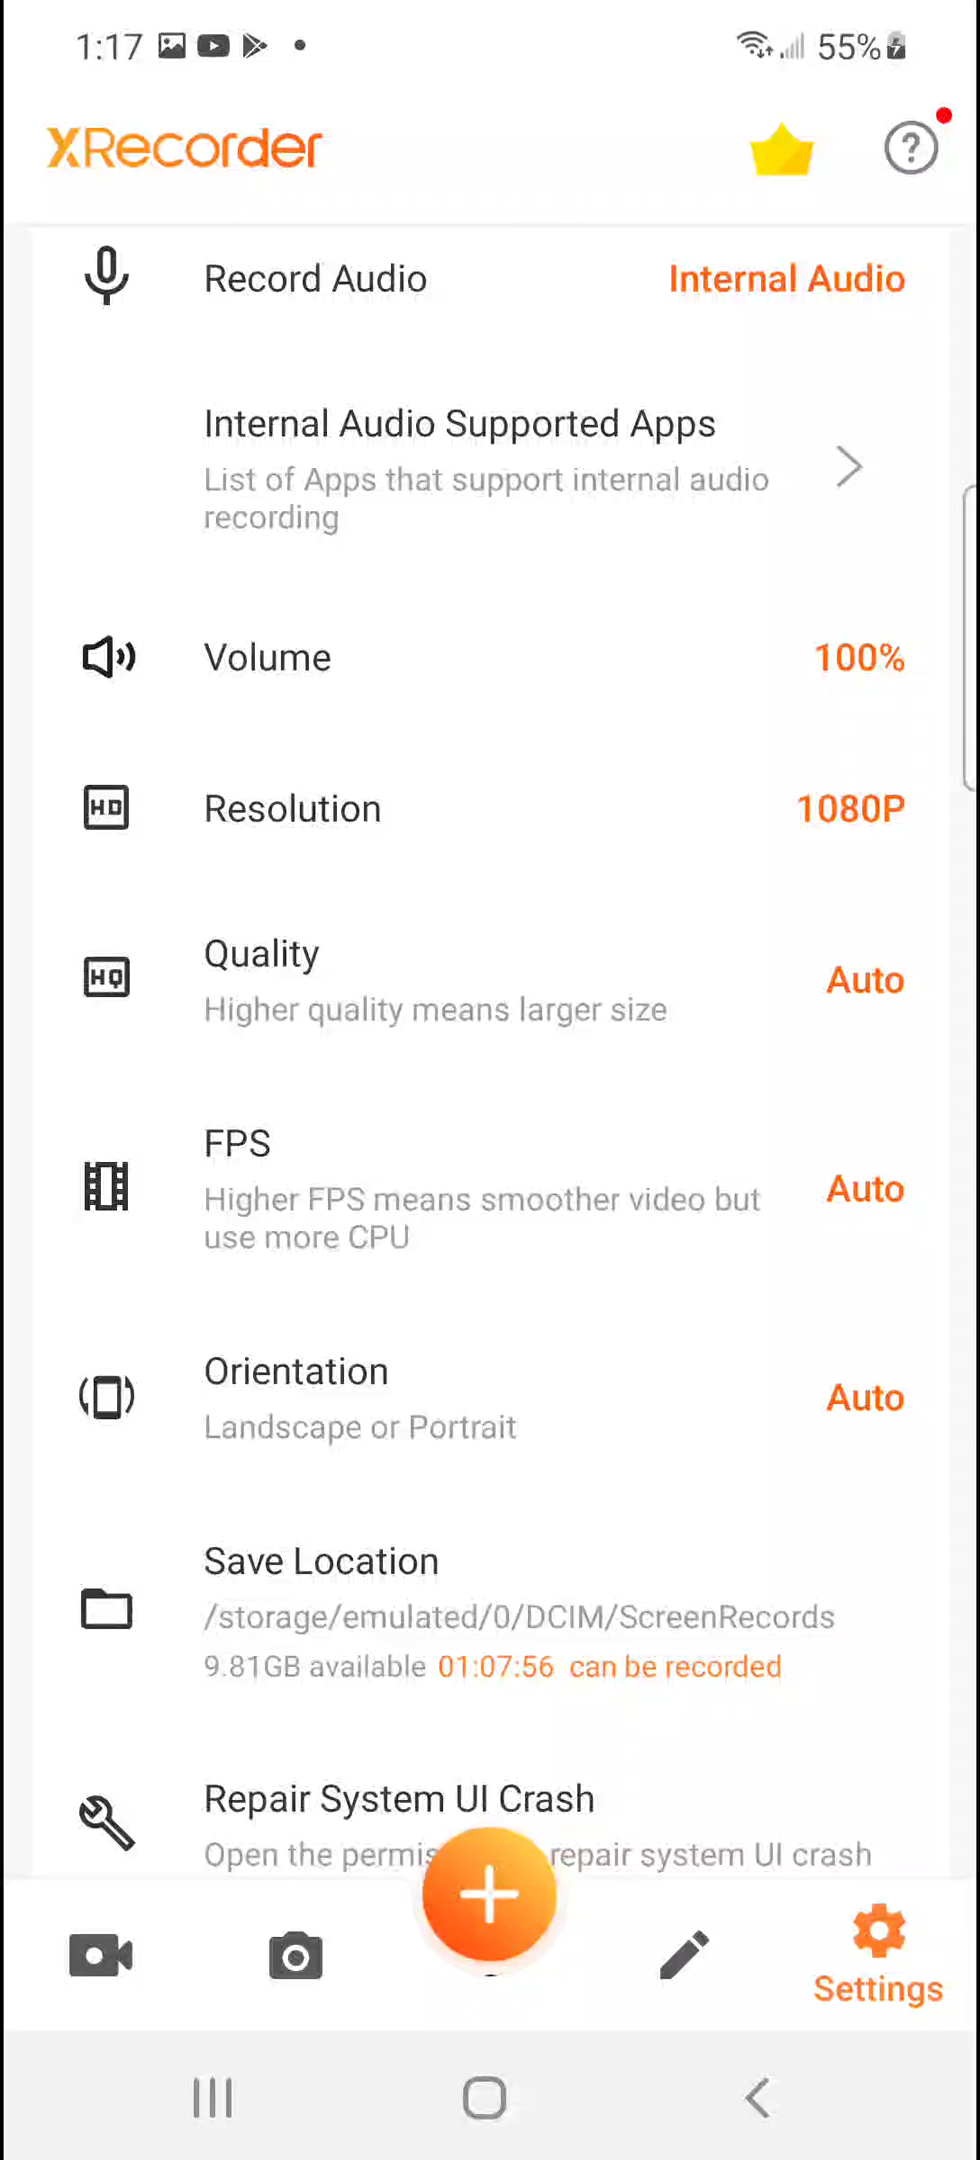 1:17
55%
XRecorder
Record Audio
Internal Audio
Internal Audio Supported Apps
List of Apps that support internal audio
recording
Volume
100%
HD
Resolution
1080P
Quality
HQ
Auto
Higher quality means larger size
FPS
Higher FPS means smoother video but
Auto
use more CPU
Orientation
Auto
Landscape or Portrait
Save Location
/storage/emulated/0/DCIM/ScreenRecords
9.81GB available 01:07:56 can be recorded
Repair System UI Crash
Open the repair system UI crash
Settings